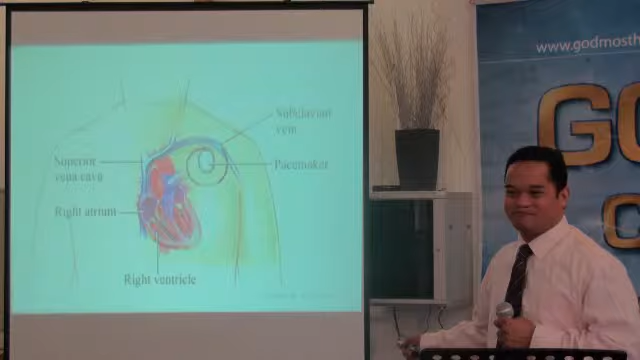 www.godmosth
GO
Subclavian
vein
Superior
vena cava
Pacemaker
Right atrium
Right ventricle